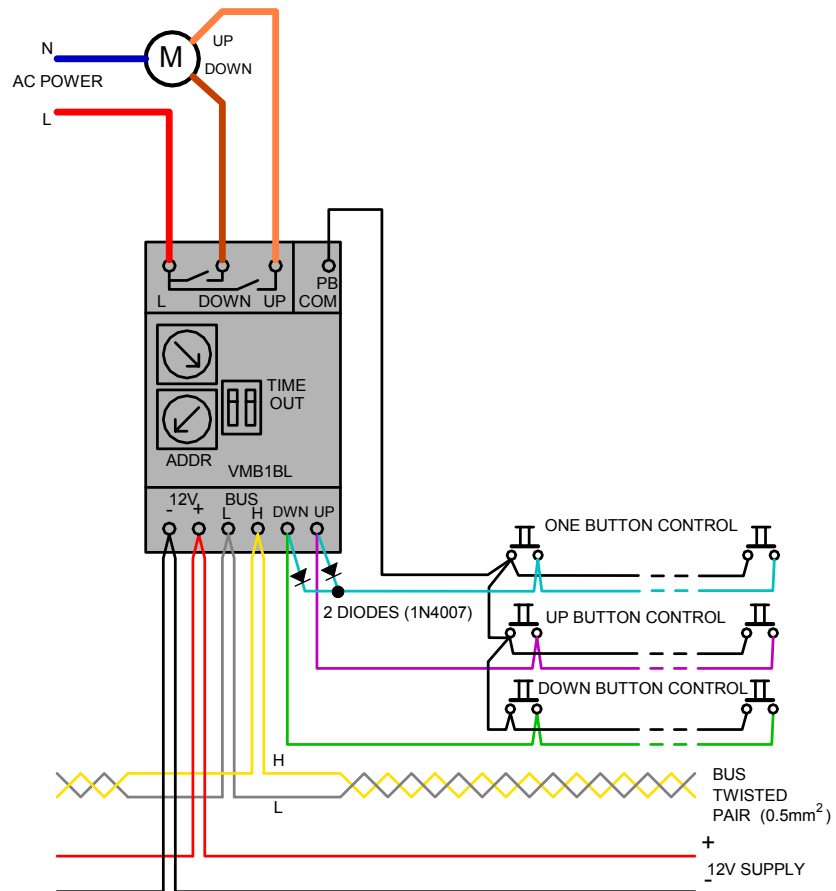 UP
N
M
DOWN
AC POWER
L
PB
L DOWN UP COM
TIME
OUT
ADDR
VMB1BL
12V BUS
- + L H DWN UP
ONE BUTTON CONTROL
2 DIODES (1N4007)
UP BUTTON CONTROL
DOWN BUTTON CONTROL
H
L
BUS
TWISTED
PAIR (0.5mm²)
+
12V SUPPLY
-